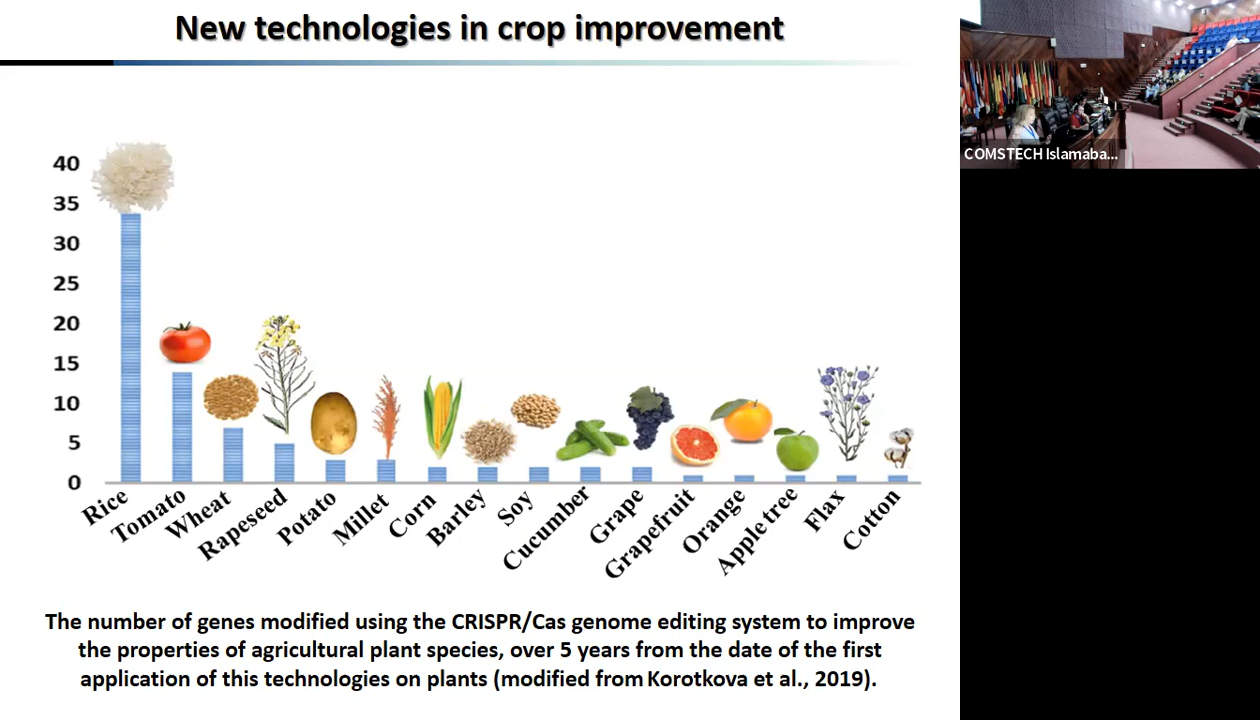 New technologies in crop improvement
COMSTECH Islamaba...
40
35
30
25
20
15
10
5
0
Rice
Tomato
Wheat
Rapeseed
Potato
Millet
Corn
Barley
Soy
Cucumber
Grape
Grapefruit
Orange
Apple tree
Flax
Cotton
The number of genes modified using the CRISPR/Cas genome editing system to improve
the properties of agricultural plant species, over 5 years from the date of the first
application of this technologies on plants (modified from Korotkova et al., 2019).